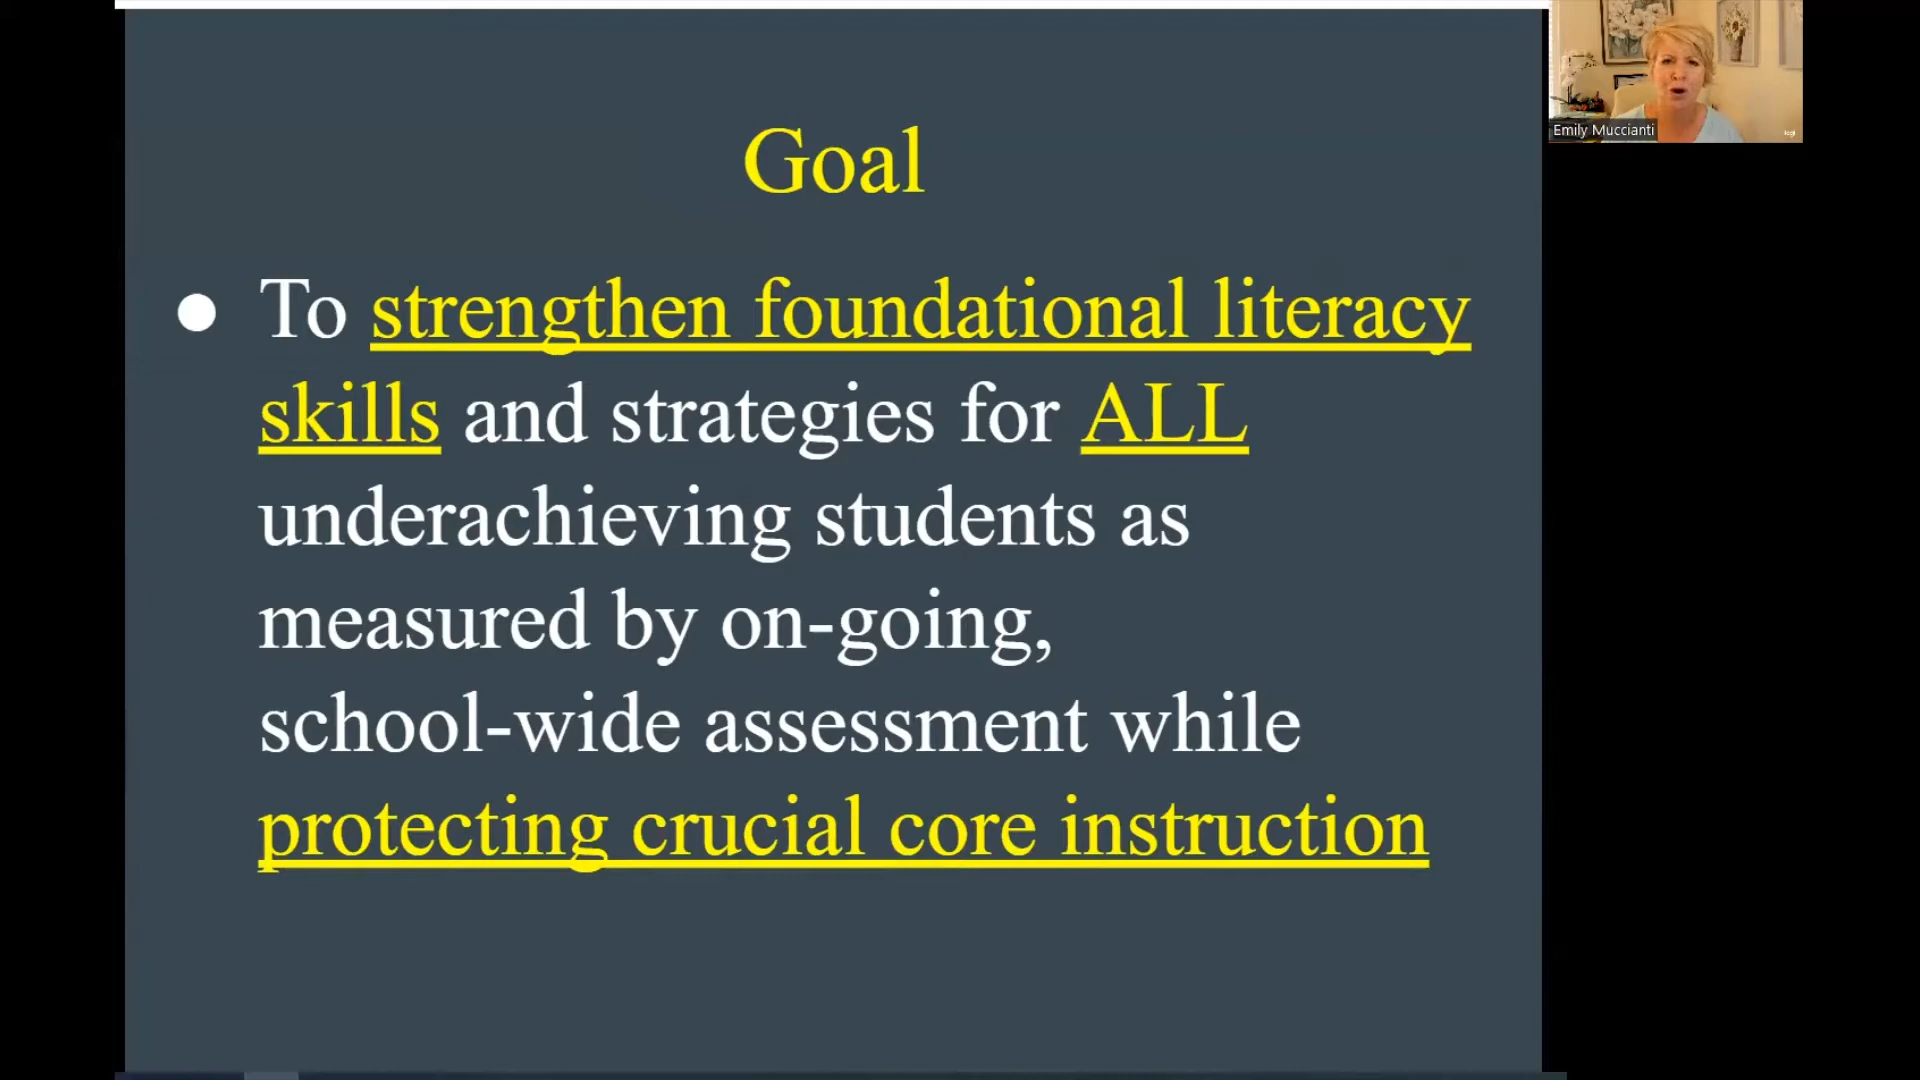 Goal
● To strengthen foundational literacy
skills and strategies for ALL
underachieving students as
measured by on-going,
school-wide assessment while
protecting crucial core instruction
Emily Muccianti
logi